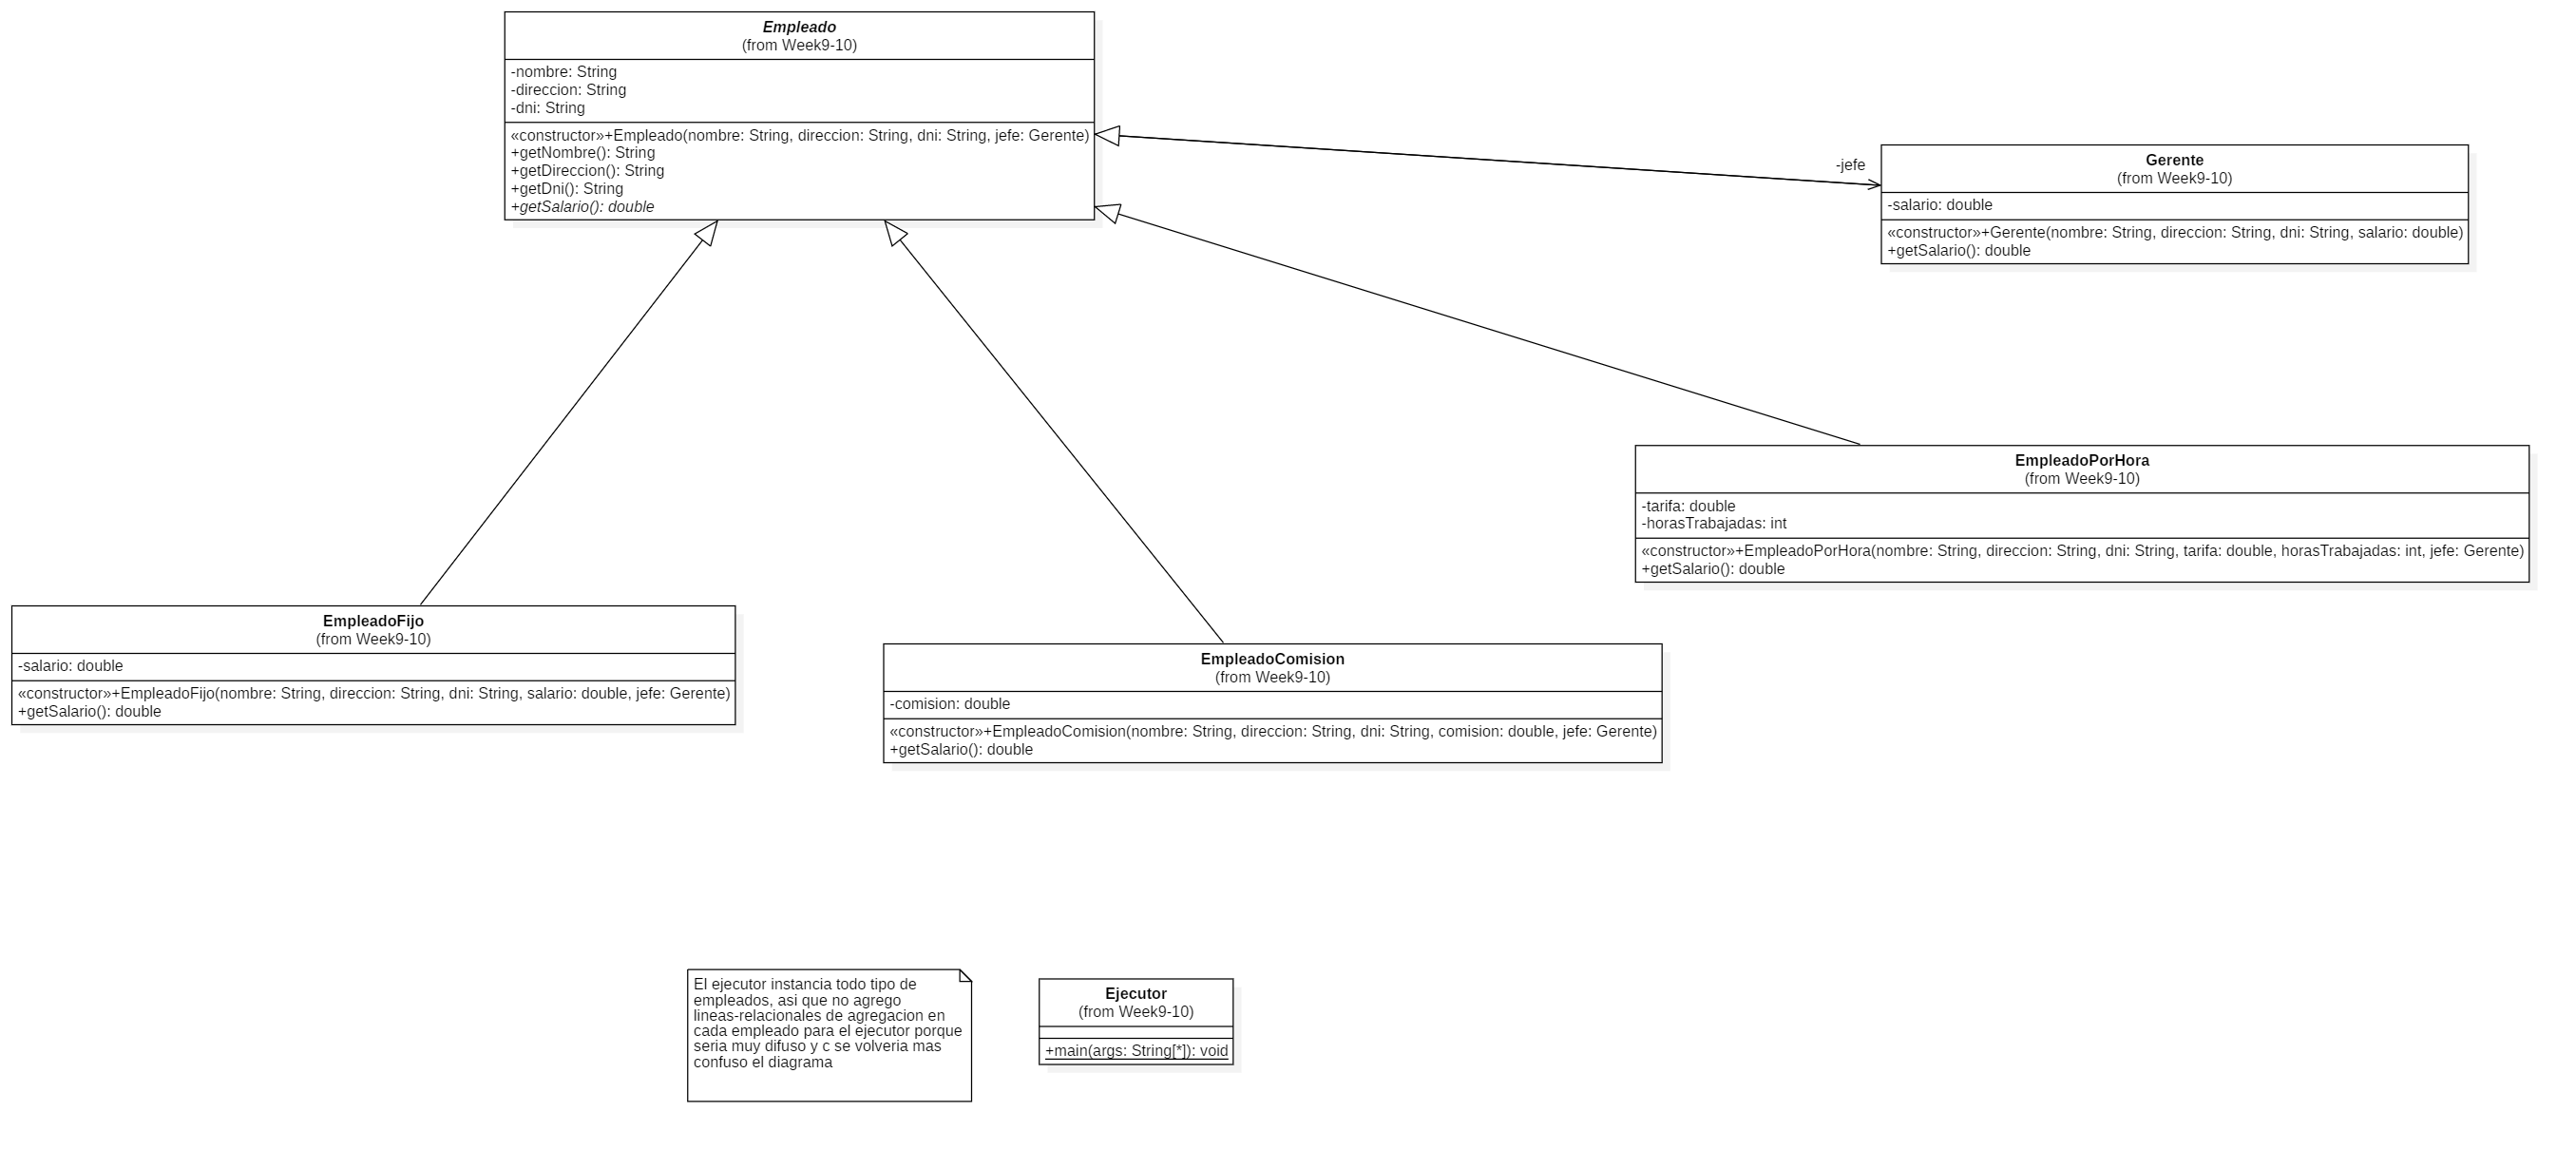 Empleado
(from Week9-10)
-nombre: String
-direccion: String
-dni: String
«constructor»+Empleado(nombre: String, direccion: String, dni: String, jefe: Gerente)
+getNombre(): String
+getDireccion(): String
+getDni(): String
+getSalario(): double
-jefe
Gerente
(from Week9-10)
-salario: double
«constructor»+Gerente(nombre: String, direccion: String, dni: String, salario: double)
+getSalario(): double
EmpleadoPorHora
(from Week9-10)
-tarifa: double
-horasTrabajadas: int
«constructor»+EmpleadoPorHora(nombre: String, direccion: String, dni: String, tarifa: double, horasTrabajadas: int, jefe: Gerente)
+getSalario(): double
EmpleadoFijo
(from Week9-10)
-salario: double
«constructor»+EmpleadoFijo(nombre: String, direccion: String, dni: String, salario: double, jefe: Gerente)
+getSalario(): double
EmpleadoComision
(from Week9-10)
-comision: double
«constructor»+EmpleadoComision(nombre: String, direccion: String, dni: String, comision: double, jefe: Gerente)
+getSalario(): double
El ejecutor instancia todo tipo de
empleados, asi que no agrego
lineas-relacionales de agregacion en
cada empleado para el ejecutor porque
seria muy difuso y c se volveria mas
confuso el diagrama
Ejecutor
(from Week9-10)
+main(args: String[*]): void